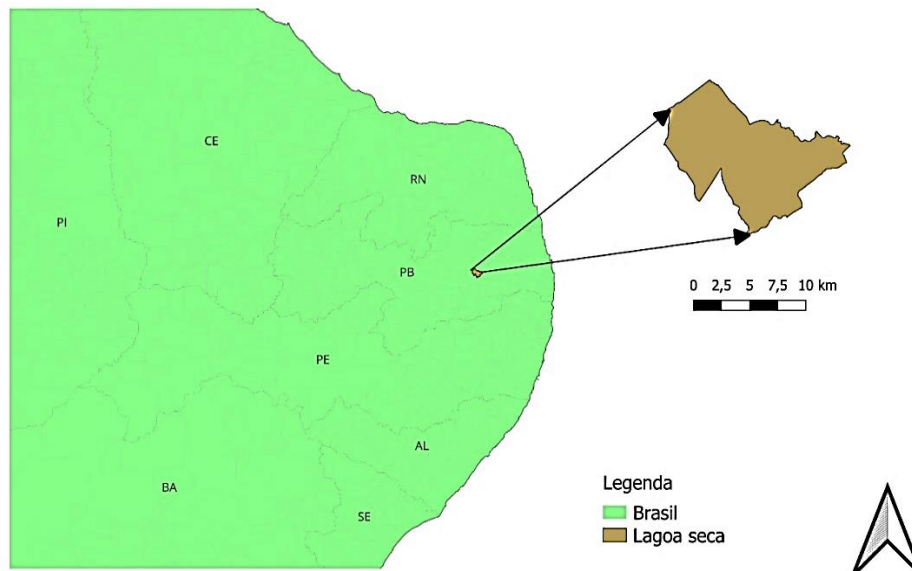 CE
RN
PI
PB
PE
AL
BA
SE
0 2,5 5 7,5 10 km
Legenda
Brasil
Lagoa seca